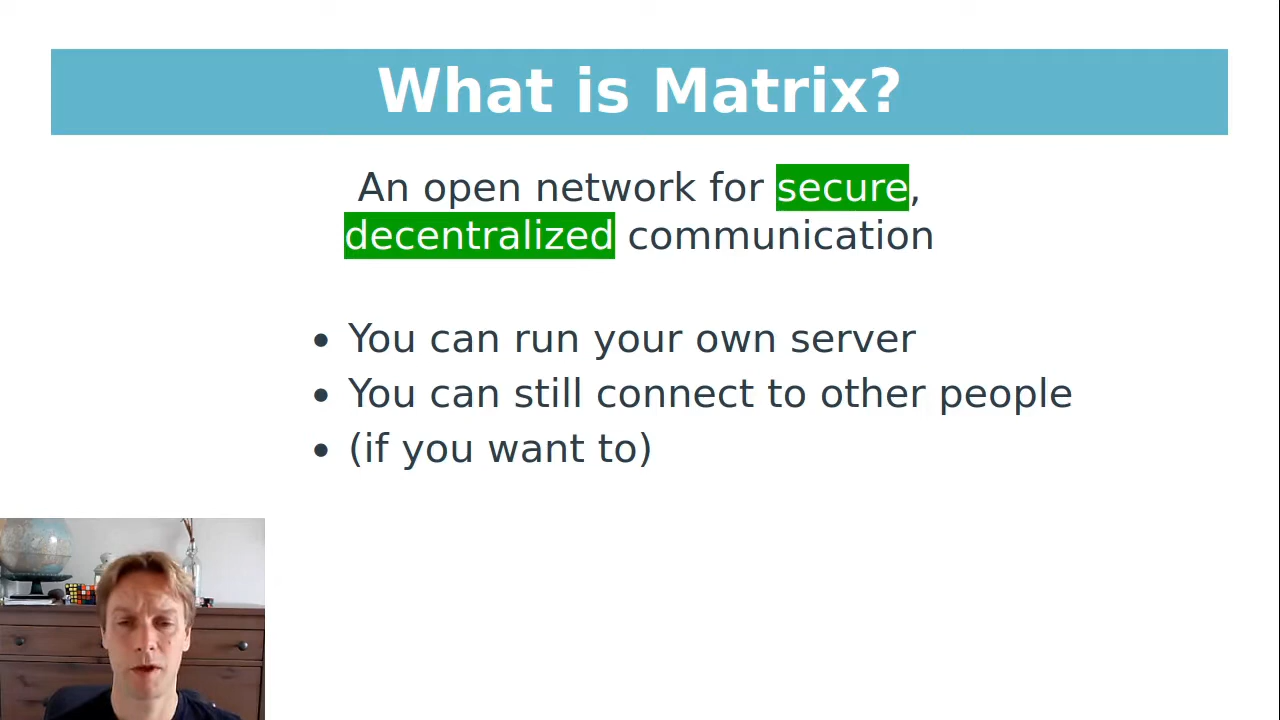 What is Matrix?
An open network for secure,
decentralized communication
• You can run your own server
• You can still connect to other people
• (if you want to)